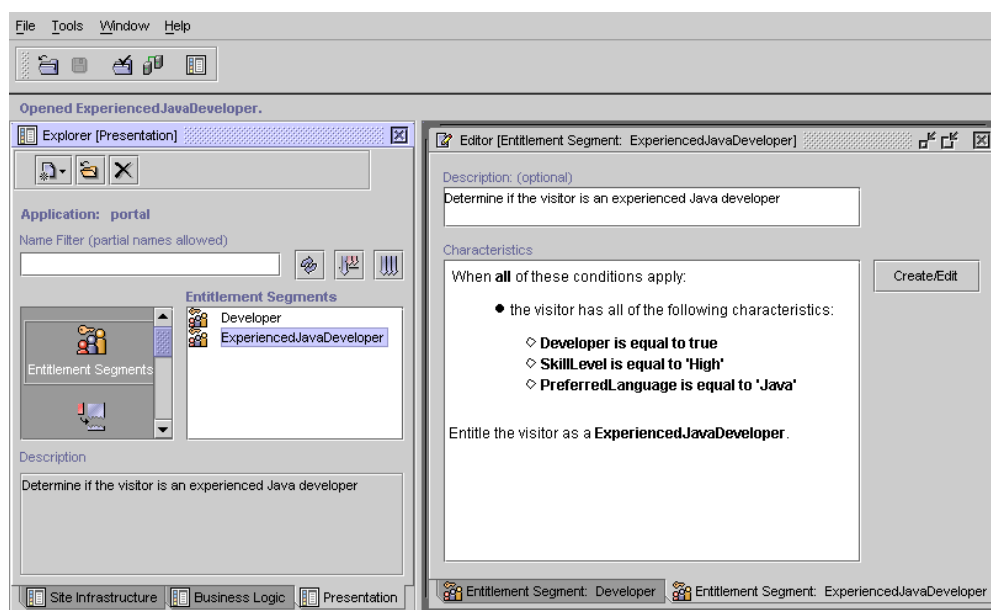 File Tools Window Help
Opened ExperiencedJavaDeveloper.
Explorer [Presentation]
Application: portal
Name Filter (partial names allowed)
Entitlement Segments
Developer
ExperiencedJavaDeveloper
Entitlement Segments
Description
Determine if the visitor is an experienced Java developer
Site Infrastructure Business Logic Presentation
Editor [Entitlement Segment: ExperiencedJavaDeveloper]
Description: (optional)
Determine if the visitor is an experienced Java developer
Characteristics
When all of these conditions apply:
the visitor has all of the following characteristics:
Developer is equal to true
SkillLevel is equal to 'High'
PreferredLanguage is equal to 'Java'
Entitle the visitor as a ExperiencedJavaDeveloper.
Create/Edit
Entitlement Segment: Developer Entitlement Segment: ExperiencedJavaDeveloper